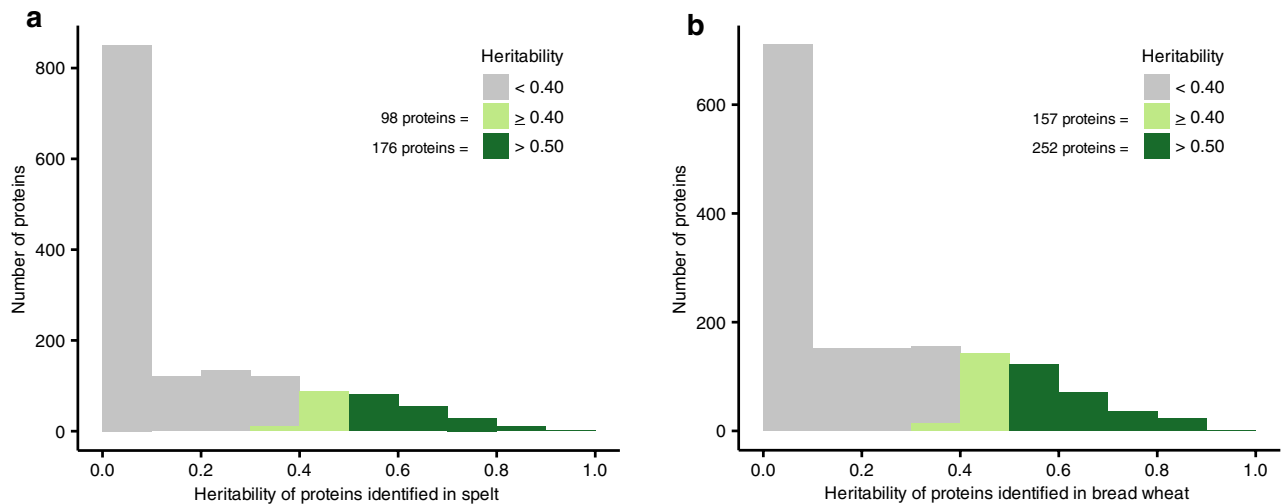 a
Number of proteins
800
600
400
200
0
0.0 0.2 0.4 0.6 0.8 1.0
Heritability of proteins identified in spelt
Heritability
< 0.40
98 proteins = ≥ 0.40
176 proteins = > 0.50
b
Number of proteins
600
400
200
0
0.0 0.2 0.4 0.6 0.8 1.0
Heritability of proteins identified in bread wheat
Heritability
< 0.40
157 proteins = ≥ 0.40
252 proteins = > 0.50